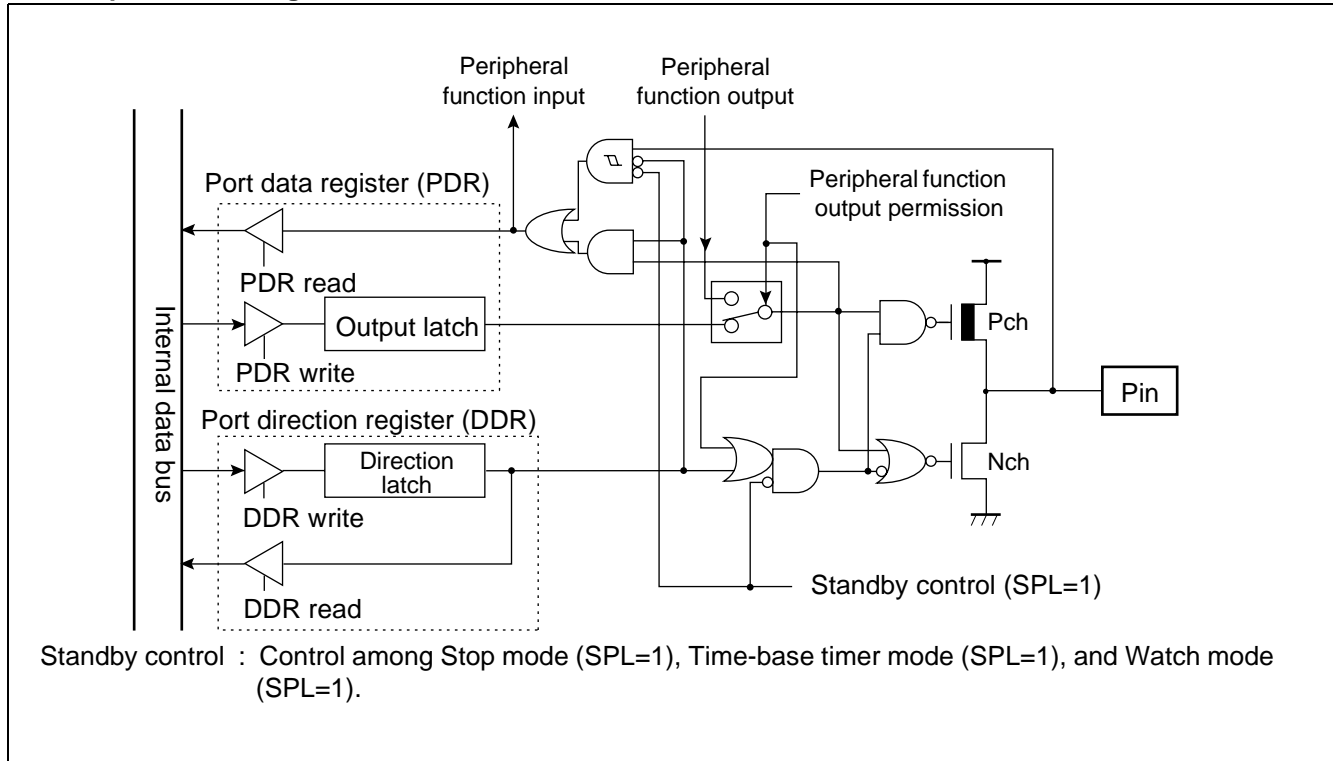 Peripheral
function input
Peripheral
function output
Port data register (PDR)
Peripheral function
output permission
PDR read
Output latch
PDR write
Pch
Pin
Internal data bus
Port direction register (DDR)
Direction
latch
Nch
DDR write
DDR read
Standby control (SPL=1)
Standby control : Control among Stop mode (SPL=1), Time-base timer mode (SPL=1), and Watch mode
(SPL=1).